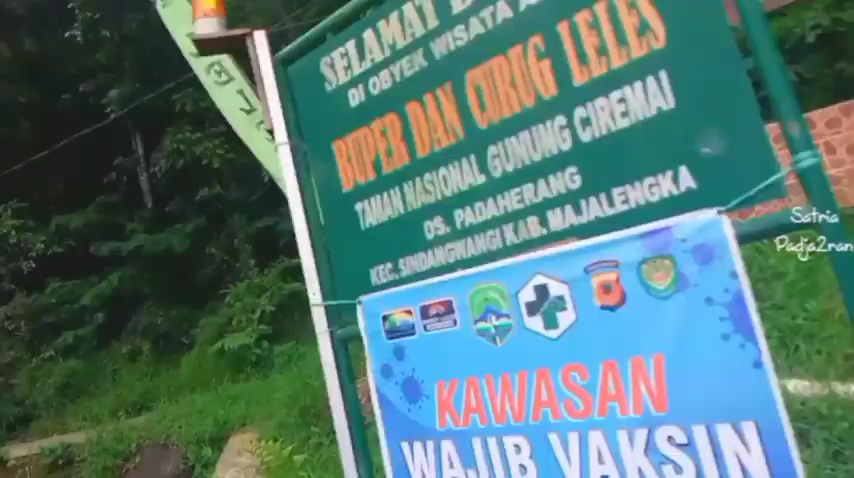 SELAMAT
DI OBYEK WISATA
BUPER DAN CURUG LELES
TAMAN NASIONAL GUNUNG CIREMAI
DS. PADAHERANG
KEC. SINDANGWANGI KAB. MAJALENGKA
Satria
Padja2ran
KAWASAN
WAJIB VAKSIN